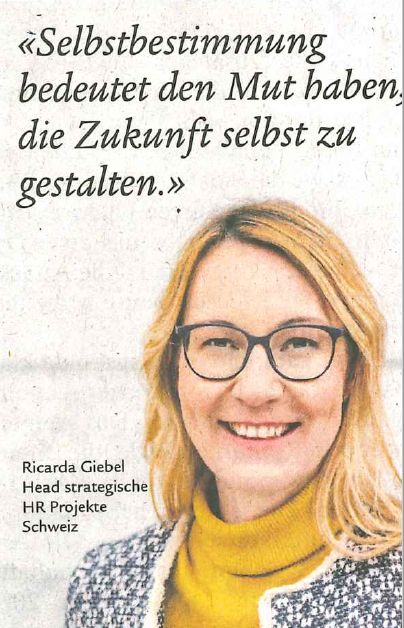 «Selbstbestimmung
bedeutet den Mut haben,
die Zukunft selbst zu
gestalten.»
Ricarda Giebel
Head strategische
HR Projekte
Schweiz